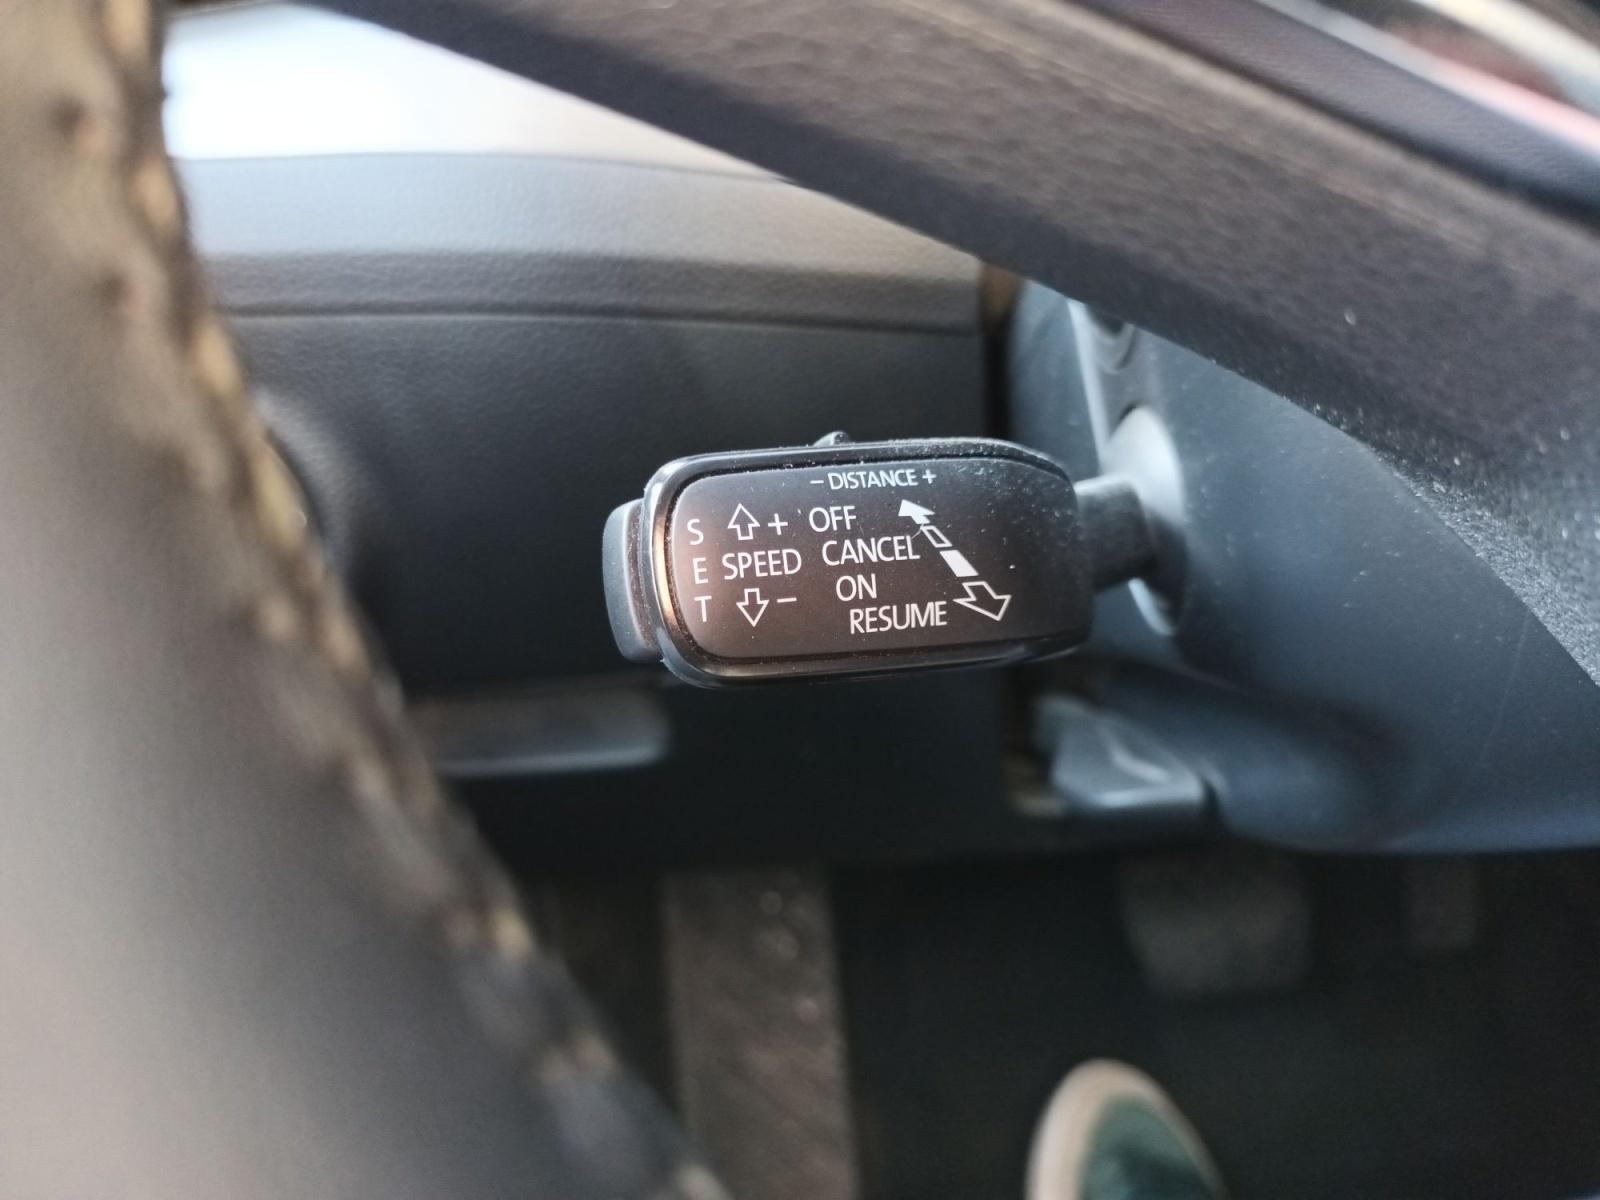 - DISTANCE +
S + OFF
E SPEED CANCEL
T - ON
RESUME